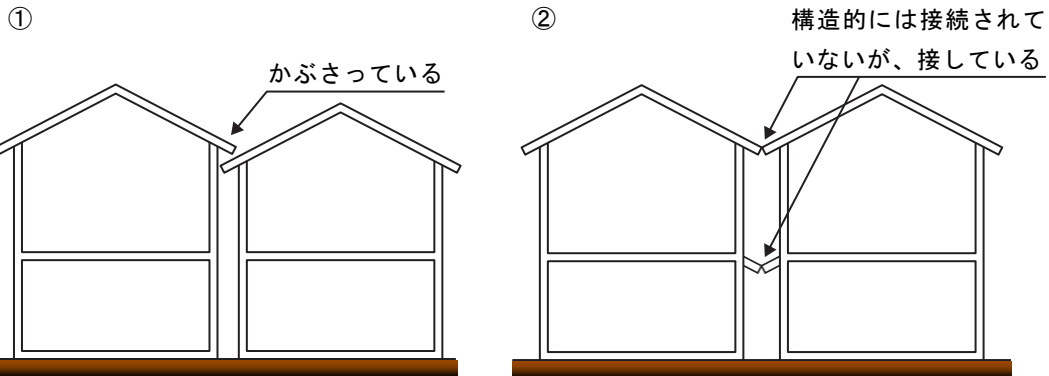 ①
かぶさっている
②
構造的には接続されて
いないが、接している